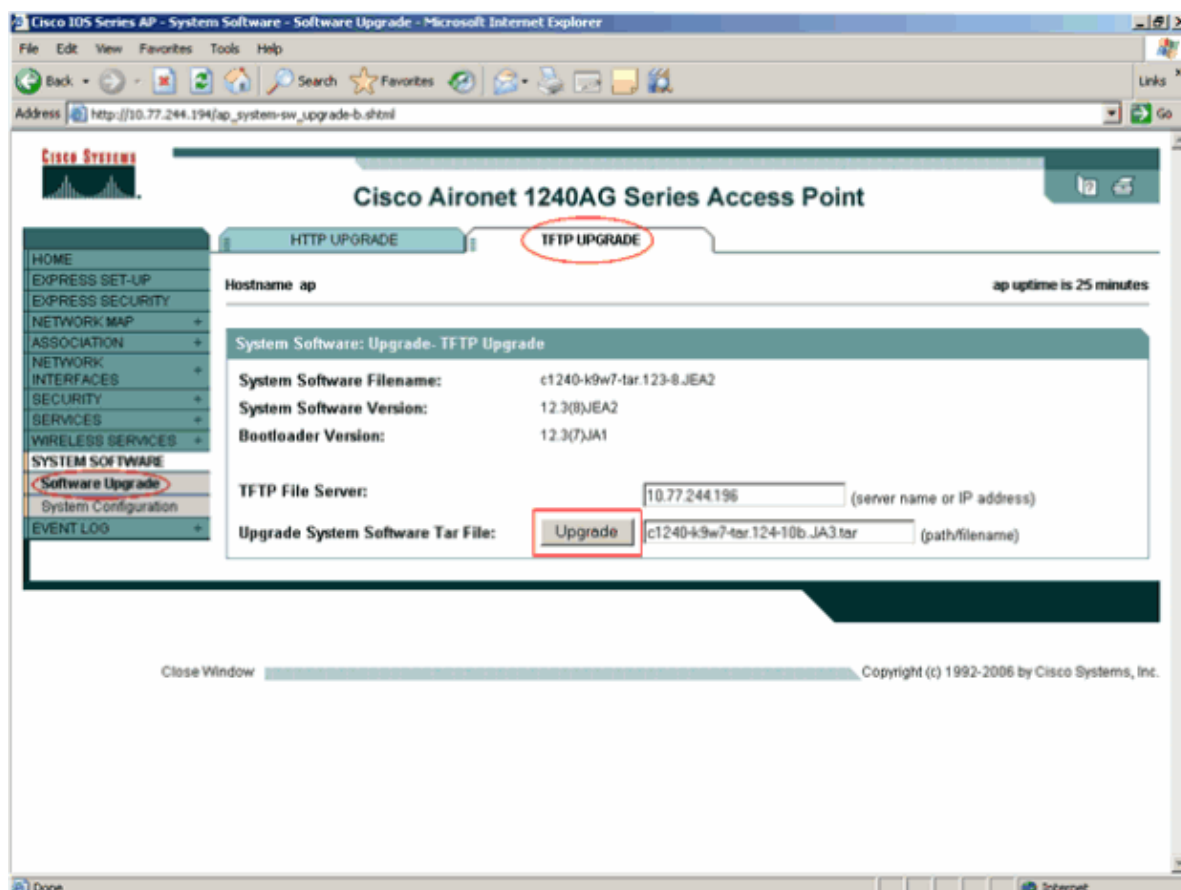 Cisco IOS Series AP - System Software - Software Upgrade - Microsoft Internet Explorer
File Edit View Favorites Tools Help
Back Search Favorites Links
Address http://10.77.244.194/ap_system-sw_upgrade-b.shtml Go
CISCO SYSTEMS
Cisco Aironet 1240AG Series Access Point
HTTP UPGRADE TFTP UPGRADE
HOME
EXPRESS SET-UP
EXPRESS SECURITY
NETWORK MAP +
ASSOCIATION +
NETWORK
INTERFACES +
SECURITY +
SERVICES +
WIRELESS SERVICES +
SYSTEM SOFTWARE
Software Upgrade
System Configuration
EVENT LOG +
Hostname ap ap uptime is 25 minutes
System Software: Upgrade- TFTP Upgrade
System Software Filename: c1240-k9w7-tar.123-8.JEA2
System Software Version: 12.3(8)JEA2
Bootloader Version: 12.3(7)JA1
TFTP File Server: 10.77.244.196 (server name or IP address)
Upgrade System Software Tar File: Upgrade c1240-k9w7-tar.124-10b.JA3.tar (path/filename)
Close Window Copyright (c) 1992-2006 by Cisco Systems, Inc.
Done Internet